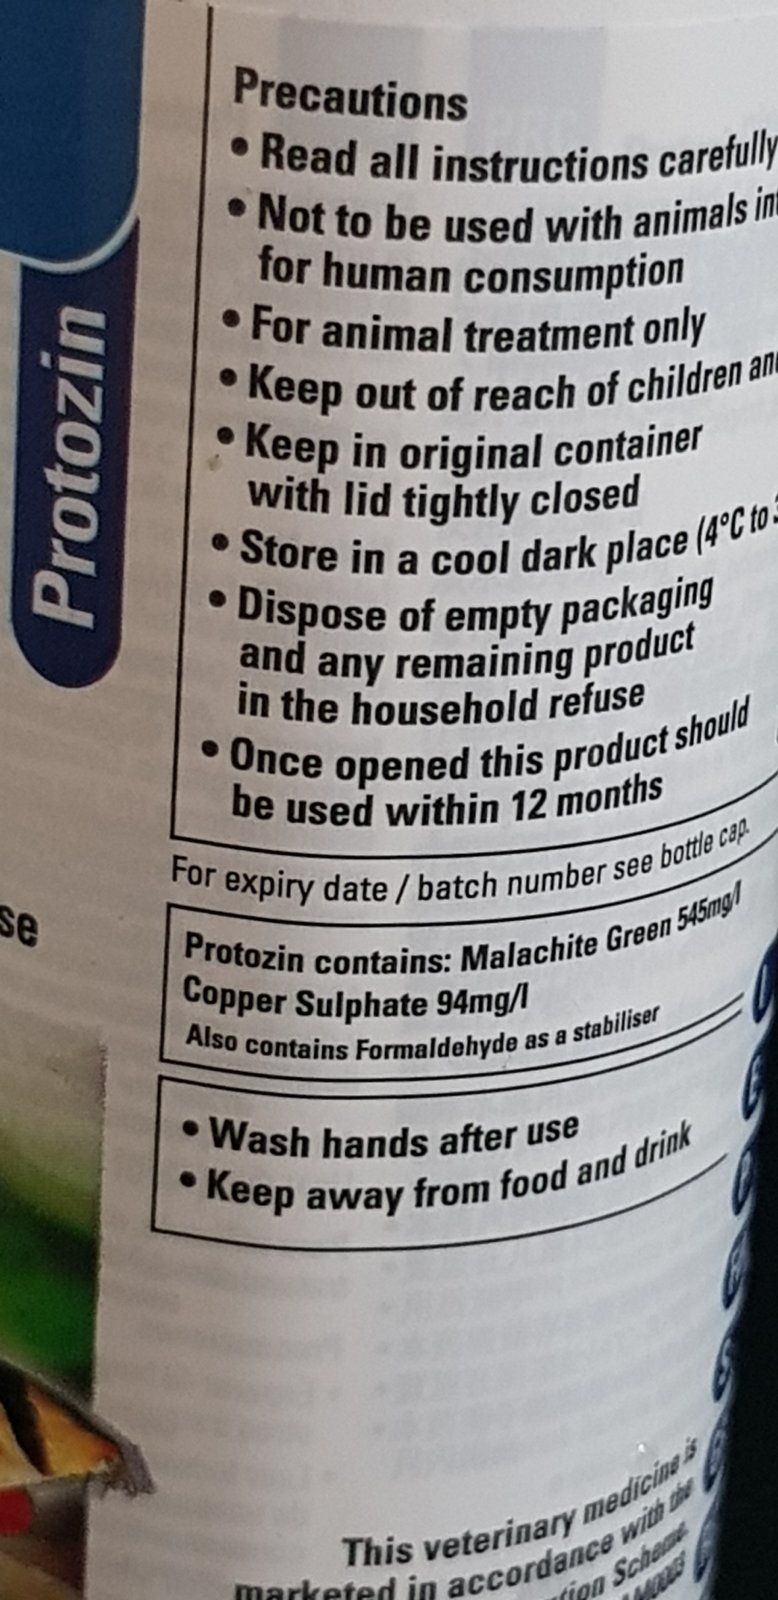 Protozin
Precautions
• Read all instructions carefully
• Not to be used with animals
for human consumption
• For animal treatment only
• Keep out of reach of children
• Keep in original container
with lid tightly closed
• Store in a cool dark place (4°C to
• Dispose of empty packaging
and any remaining product
in the household refuse
• Once opened this product should
be used within 12 months
For expiry date / batch number see bottle cap.
se
Protozin contains: Malachite Green 545mg/l
Copper Sulphate 94mg/l
Also contains Formaldehyde as a stabiliser
• Wash hands after use
• Keep away from food and drink
This veterinary medicine is
marketed in accordance with the
Scheme.